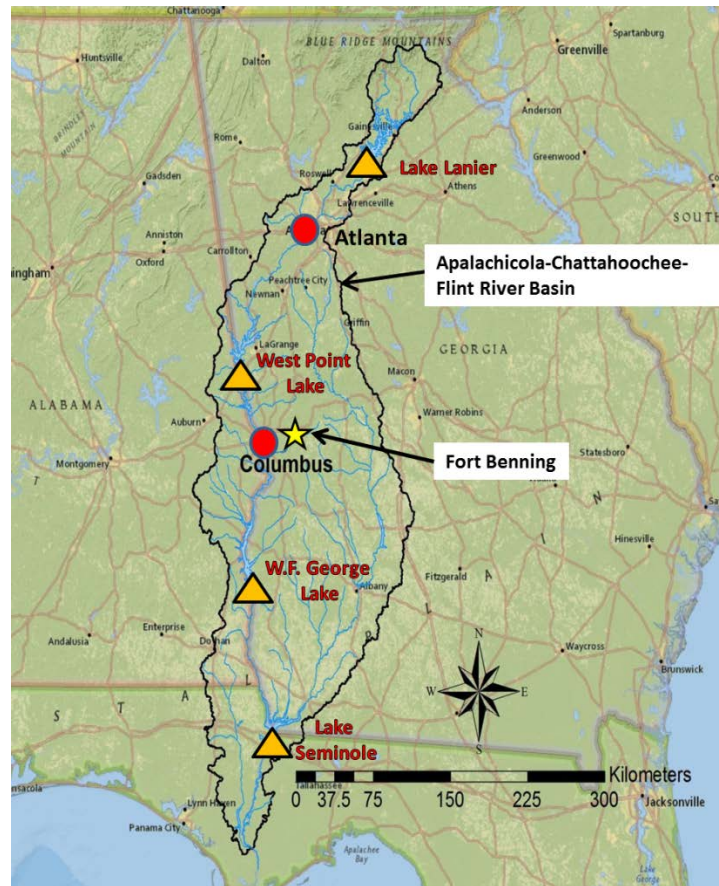 Chattanooga
Spartanburg
BLUE RIDGE MOUNTAINS
Greenville
Huntsville
Dalton
Anderson
Gainesville
Rome
Greenwood
Gadsden
Roswell
Lake Lanier
Athens
Lawrenceville
SOUT
Anniston
Oxford
Atlanta
Carrollton
Apalachicola-Chattahoochee-
Flint River Basin
Peachtree City
Newnan
Griffin
LaGrange
GEORGIA
West Point
Lake
Macon
ALABAMA
Auburn
Warner Robins
Montgomery
Columbus
Fort Benning
Statesboro
Hinesville
W.F. George
Lake
Albany
Fitzgerald
Andalusia
Enterprise
Waycross
Brunswick
N
W
E
S
Lake
Seminole
Tallahassee
Kilometers
0 37.5 75 150 225 300
Lynn Haven
Panama City
Jacksonville
Apalachee
Bay
Lake
George